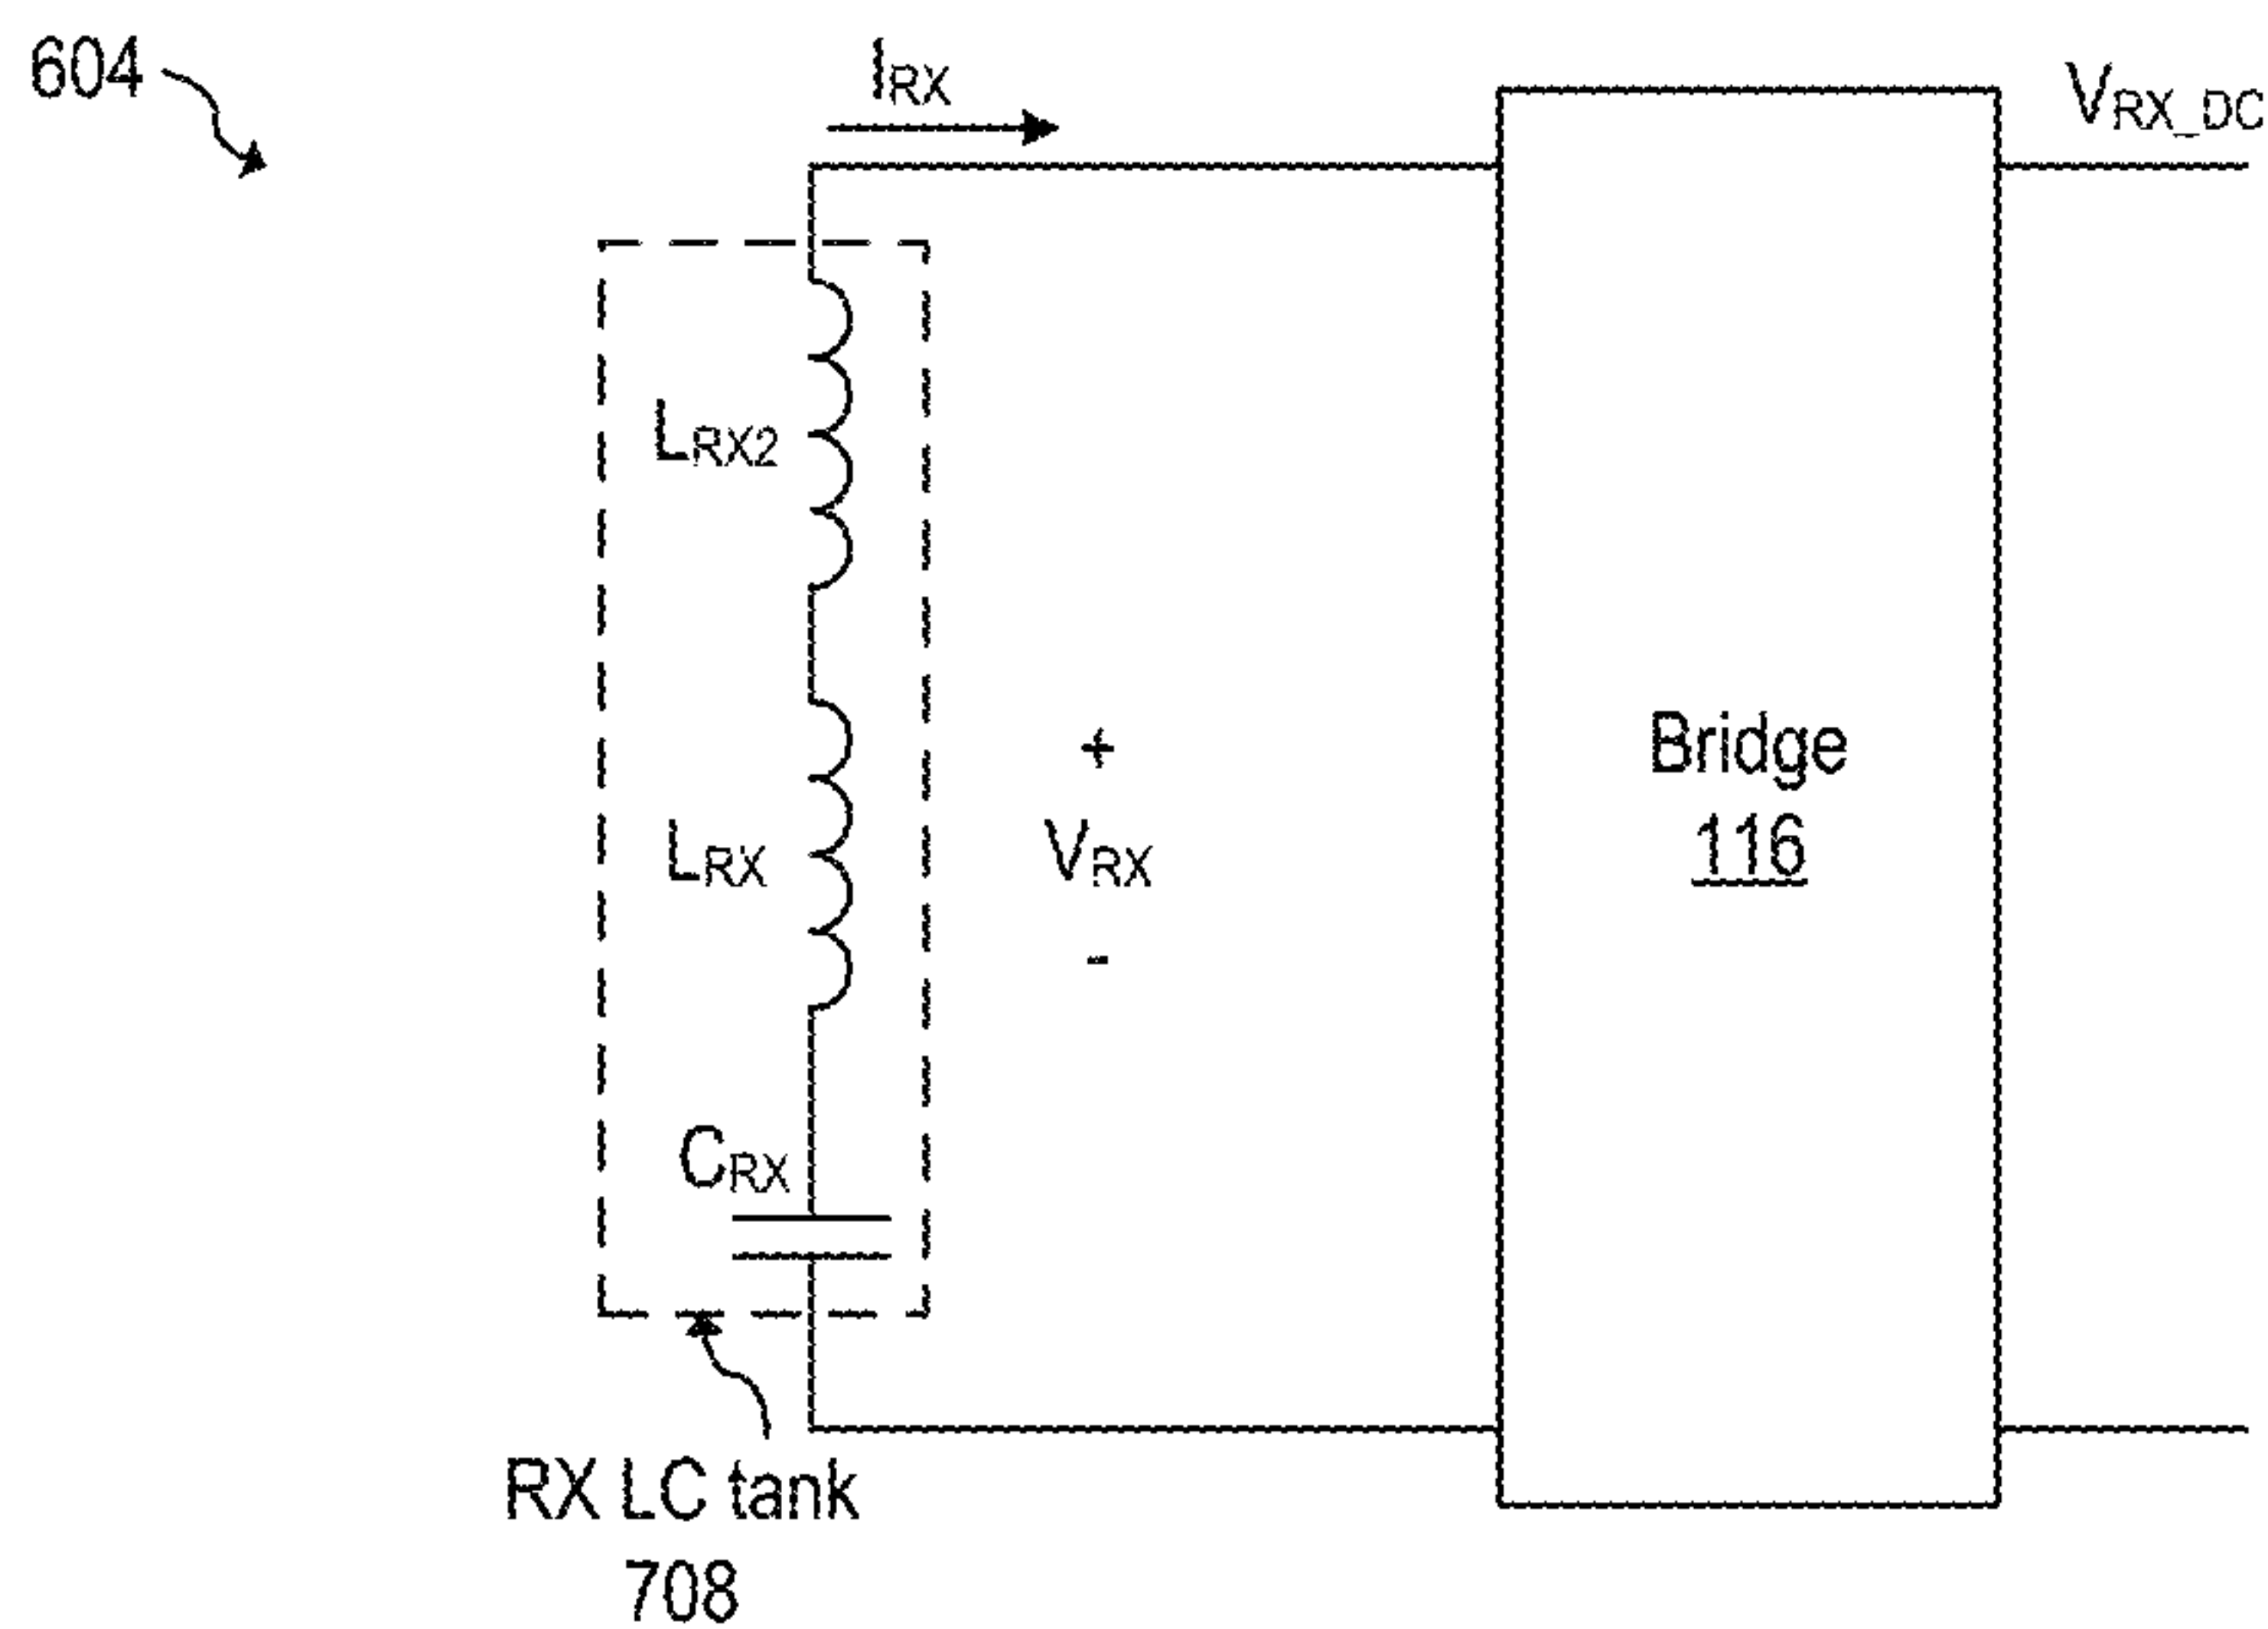 604
IRX
VRX_DC
LRX2
LRX
+
VRX
-
Bridge
116
CRX
RX LC tank
708